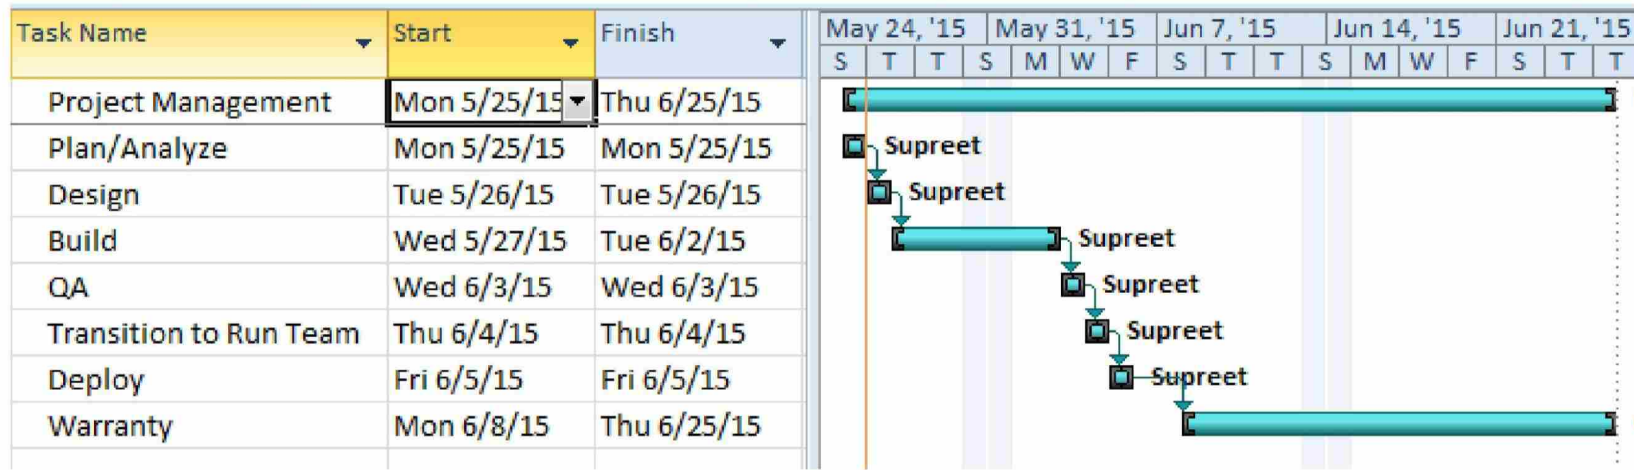 Task Name Start Finish May 24, '15 May 31, '15 Jun 7, '15 Jun 14, '15 Jun 21, '15
S T T S M W F S T T S M W F S T T
Project Management Mon 5/25/15 Thu 6/25/15
Plan/Analyze Mon 5/25/15 Mon 5/25/15 Supreet
Design Tue 5/26/15 Tue 5/26/15 Supreet
Build Wed 5/27/15 Tue 6/2/15 Supreet
QA Wed 6/3/15 Wed 6/3/15 Supreet
Transition to Run Team Thu 6/4/15 Thu 6/4/15 Supreet
Deploy Fri 6/5/15 Fri 6/5/15 Supreet
Warranty Mon 6/8/15 Thu 6/25/15